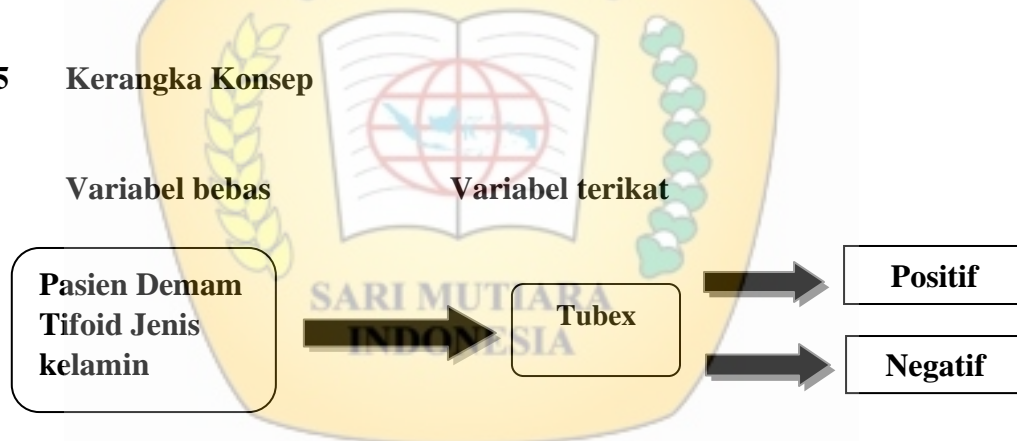 5 Kerangka Konsep
Variabel bebas Variabel terikat
Pasien Demam
Tifoid Jenis
kelamin
SARI MUTIARA
INDONESIA
Tubex
Positif
Negatif